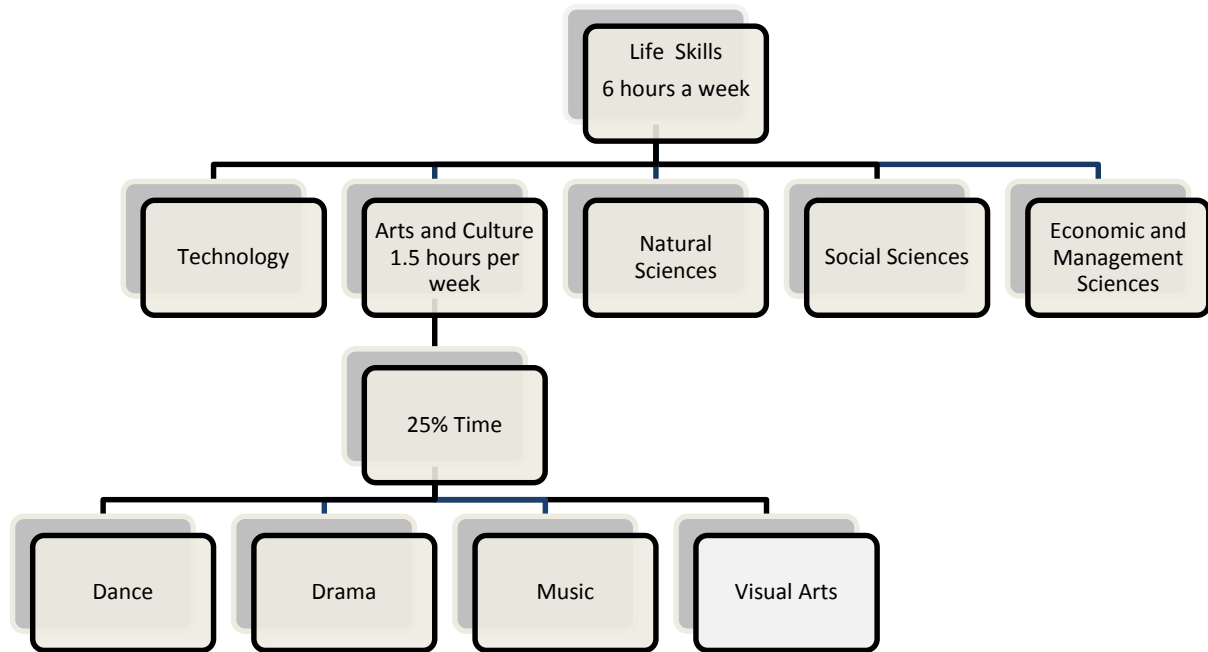 Life Skills
6 hours a week
Technology
Arts and Culture
1.5 hours per
week
Natural
Sciences
Social Sciences
Economic and
Management
Sciences
25% Time
Dance
Drama
Music
Visual Arts